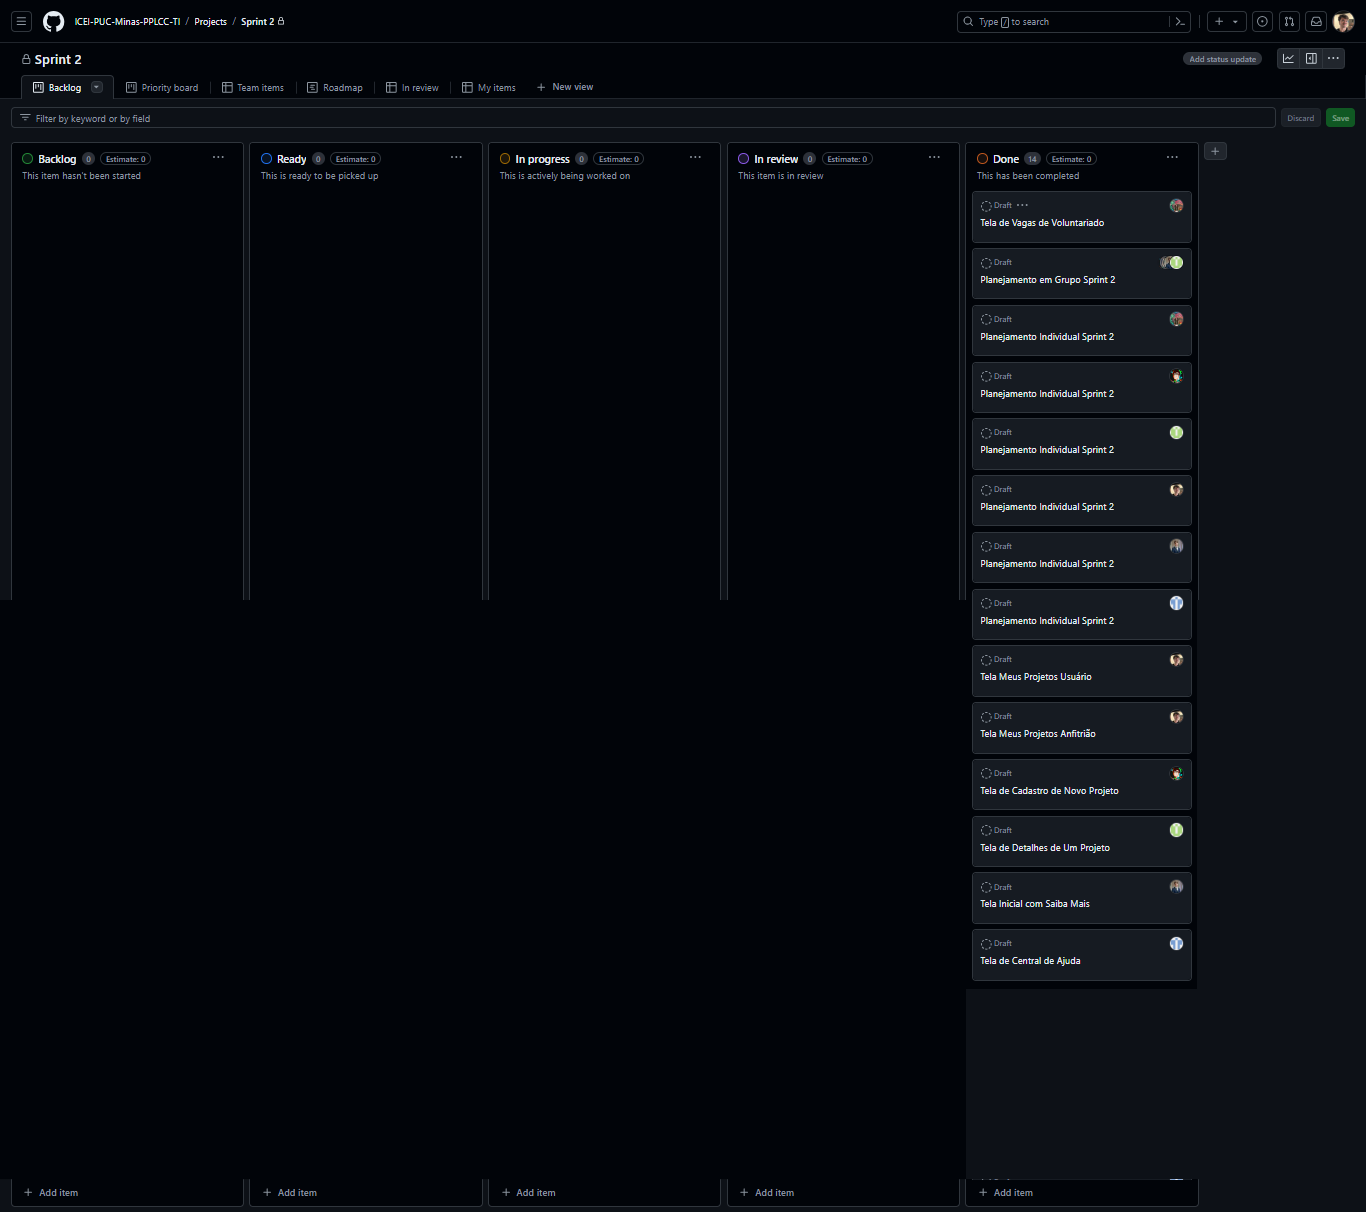 ICEI-PUC-Minas-PPLCC-TI / Projects / Sprint 2
Type / to search
Sprint 2
Add status update
Backlog
Priority board
Team items
Roadmap
In review
My items
New view
Filter by keyword or by field
Discard
Save
Backlog 0 Estimate: 0
This item hasn't been started
Ready 0 Estimate: 0
This is ready to be picked up
In progress 0 Estimate: 0
This is actively being worked on
In review 0 Estimate: 0
This item is in review
Done 14 Estimate: 0
This has been completed
Draft
Tela de Vagas de Voluntariado
Draft
Planejamento em Grupo Sprint 2
Draft
Planejamento Individual Sprint 2
Draft
Planejamento Individual Sprint 2
Draft
Planejamento Individual Sprint 2
Draft
Planejamento Individual Sprint 2
Draft
Planejamento Individual Sprint 2
Draft
Planejamento Individual Sprint 2
Draft
Tela Meus Projetos Usuário
Draft
Tela Meus Projetos Anfitrião
Draft
Tela de Cadastro de Novo Projeto
Draft
Tela de Detalhes de Um Projeto
Draft
Tela Inicial com Saiba Mais
Draft
Tela de Central de Ajuda
Add item
Add item
Add item
Add item
Add item